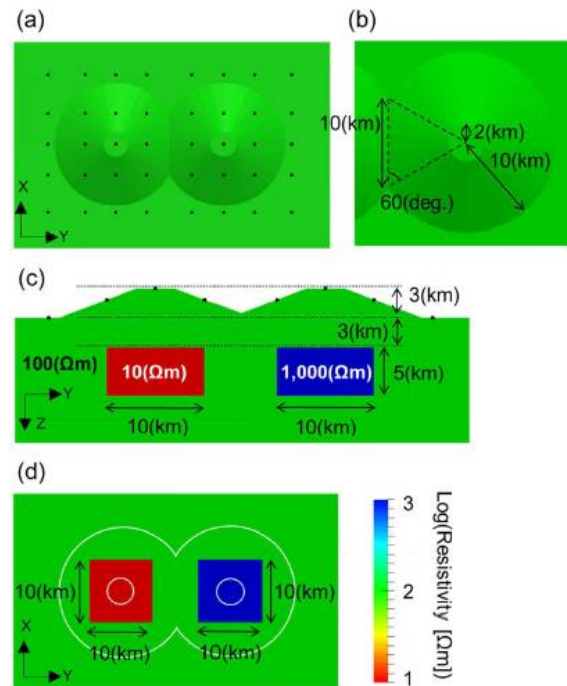 (a)
X
Y
(b)
10(km)
2(km)
10(km)
60(deg.)
(c)
3(km)
3(km)
100(Ωm)
10(Ωm)
1,000(Ωm)
5(km)
Y
Z
10(km)
10(km)
(d)
10(km)
10(km)
10(km)
10(km)
X
Y
3
2
1
Log(Resistivity [Ωm])